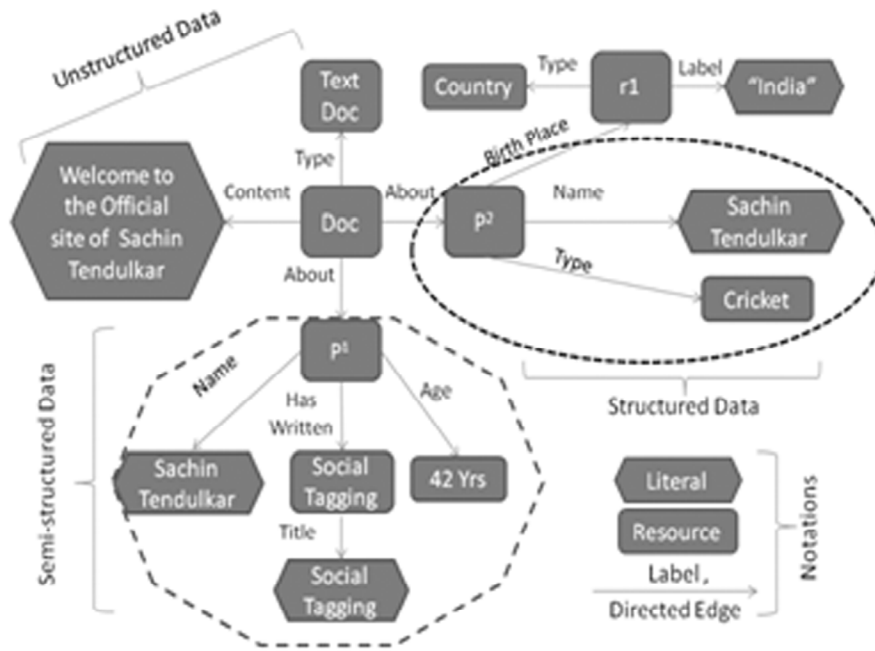 Unstructured Data
Text
Doc
Type
Country
Type
r1
Label
"India"
Birth Place
Welcome to
the Official
site of Sachin
Tendulkar
Content
Doc
About
P²
Name
Sachin
Tendulkar
Type
Cricket
About
Structured Data
Semi-structured Data
P¹
Name
Has
Written
Age
Sachin
Tendulkar
Social
Tagging
42 Yrs
Title
Social
Tagging
Literal
Resource
Label,
Directed Edge
Notations